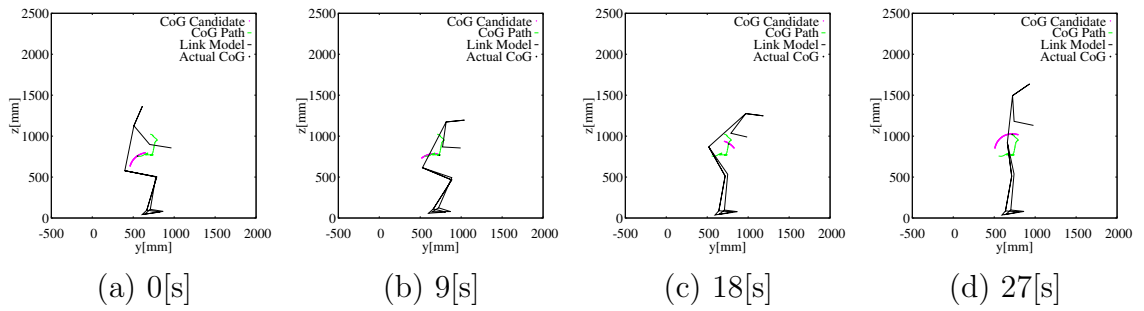 2500
2000
1500
1000
500
0
z[mm]
-500 0 500 1000 1500 2000
y[mm]
CoG Candidate
CoG Path
Link Model
Actual CoG
(a) 0[s]
2500
2000
1500
1000
500
0
z[mm]
-500 0 500 1000 1500 2000
y[mm]
CoG Candidate
CoG Path
Link Model
Actual CoG
(b) 9[s]
2500
2000
1500
1000
500
0
z[mm]
-500 0 500 1000 1500 2000
y[mm]
CoG Candidate
CoG Path
Link Model
Actual CoG
(c) 18[s]
2500
2000
1500
1000
500
0
z[mm]
-500 0 500 1000 1500 2000
y[mm]
CoG Candidate
CoG Path
Link Model
Actual CoG
(d) 27[s]